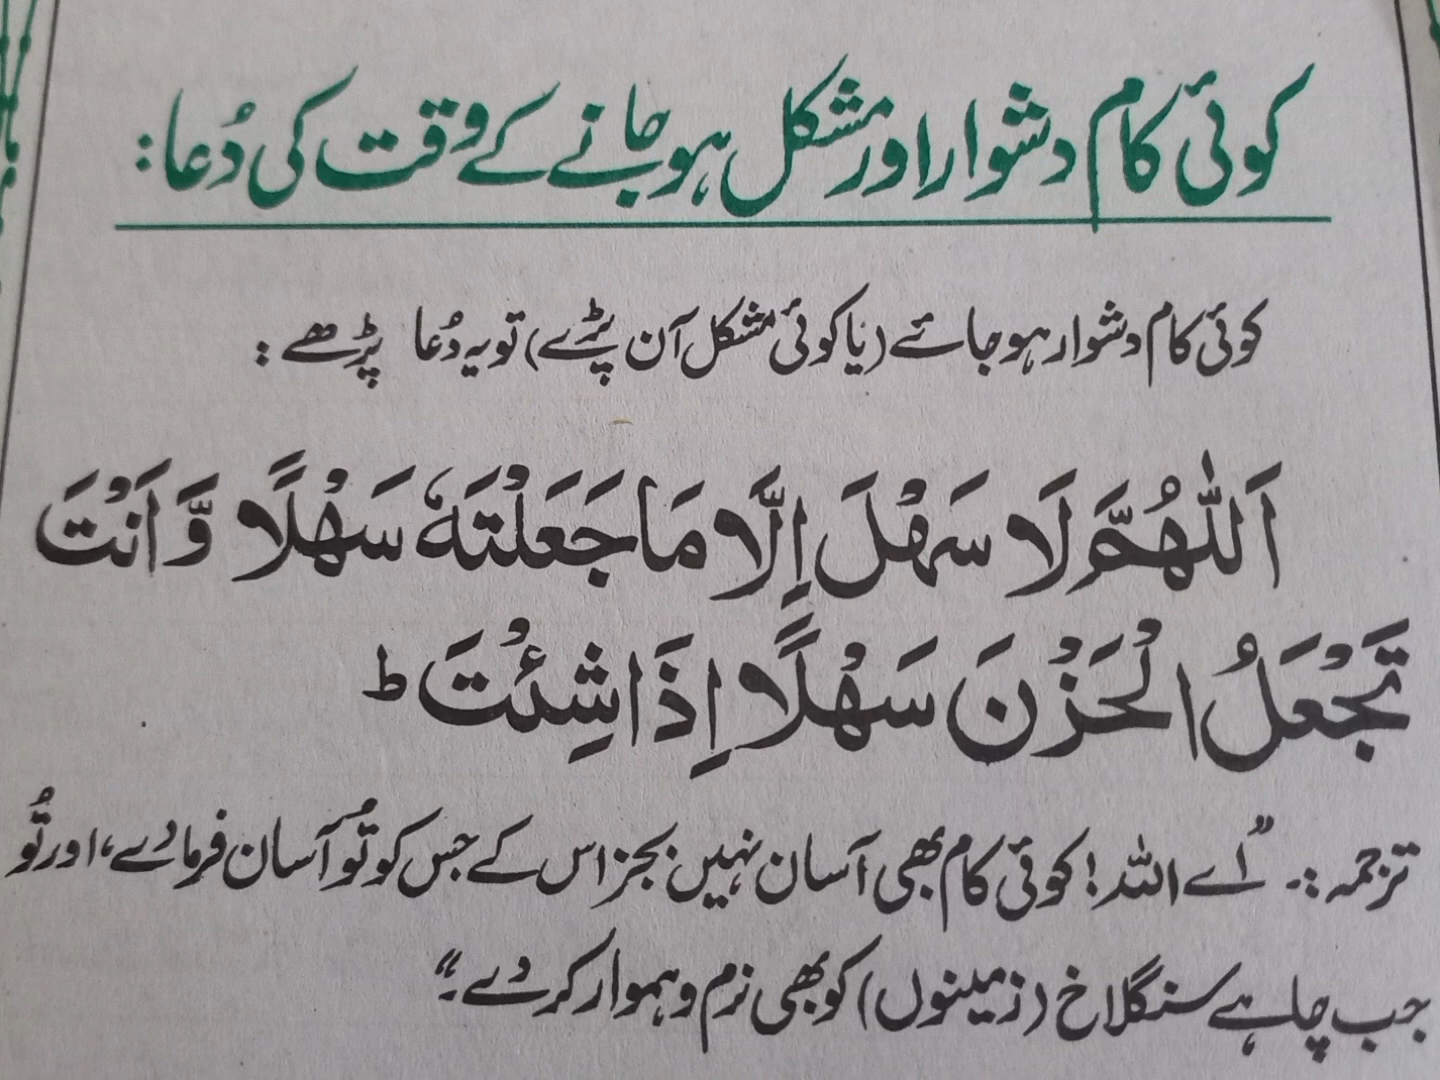 کوئی کام دشوار اور مشکل ہو جانے کے وقت کی دُعا:
کوئی کام دشوار ہو جائے (یا کوئی مشکل آن پڑے) تو یہ دُعا پڑھے :
اَللّٰهُمَّ لَا سَهْلَ اِلَّا مَا جَعَلْتَهٗ سَهْلًا وَّ اَنْتَ
تَجْعَلُ الْحَزْنَ سَهْلًا اِذَا شِئْتَ ط
ترجمہ :۔ "اے اللہ! کوئی کام بھی آسان نہیں بجز اس کے جس کو تُو آسان فرما دے، اور تُو
جب چاہے سنگلاخ (زمینوں) کو بھی نرم و ہموار کر دے۔"